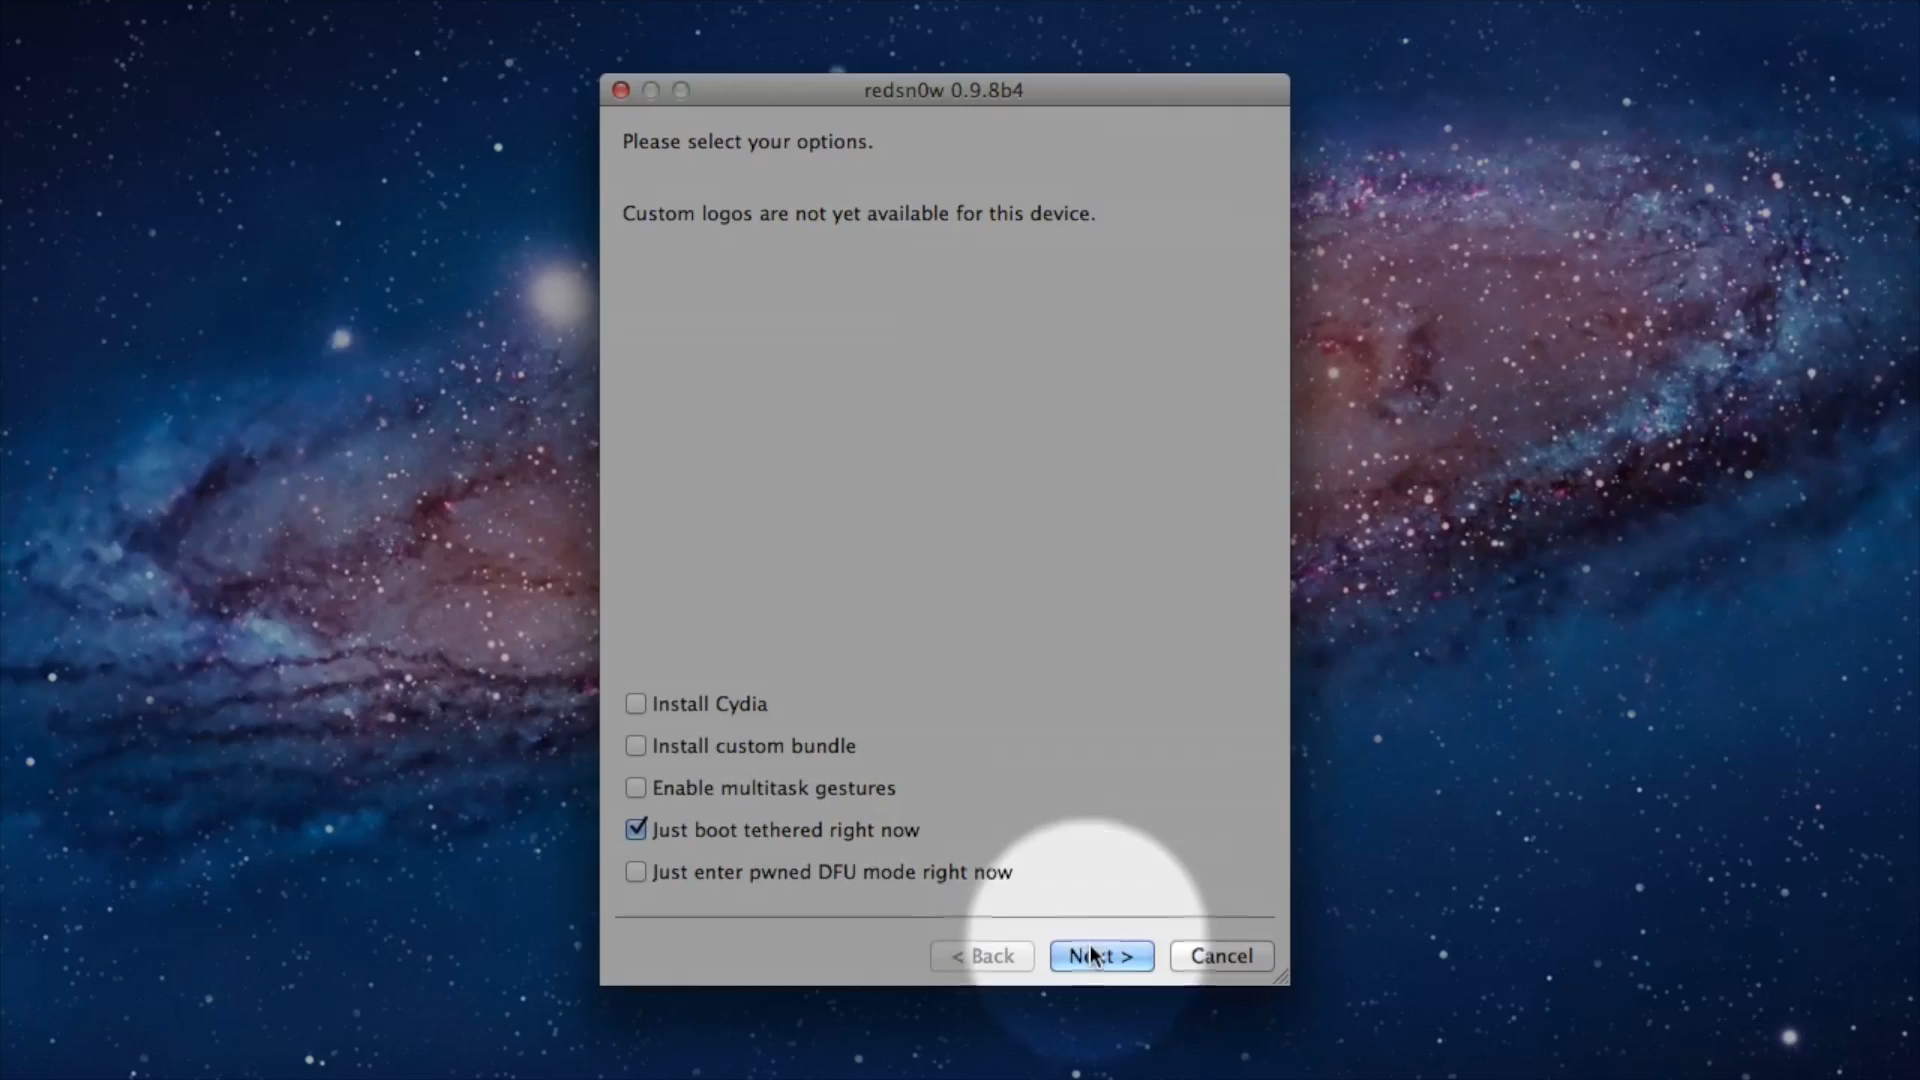 redsn0w 0.9.8b4
Please select your options.
Custom logos are not yet available for this device.
Install Cydia
Install custom bundle
Enable multitask gestures
Just boot tethered right now
Just enter pwned DFU mode right now
< Back
Next >
Cancel